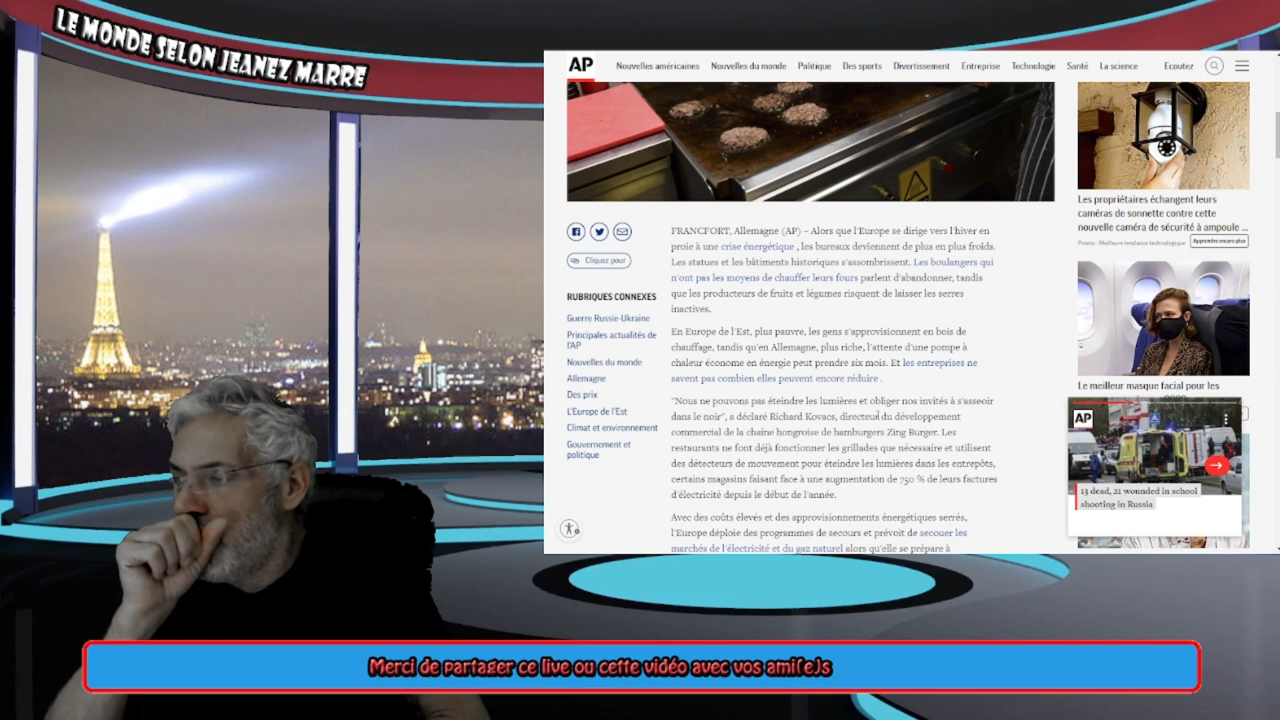 LE MONDE SELON JEANEZ MARRE
AP
Nouvelles américaines Nouvelles du monde Politique Des sports Divertissement Entreprise Technologie Santé La science Ecoutez
Cliquez pour
RUBRIQUES CONNEXES
Guerre Russie-Ukraine
Principales actualités de
l'AP
Nouvelles du monde
Allemagne
Des prix
L'Europe de l'Est
Climat et environnement
Gouvernement et
politique
FRANCFORT, Allemagne (AP) – Alors que l'Europe se dirige vers l'hiver en
proie à une crise énergétique , les bureaux deviennent de plus en plus froids.
Les statues et les bâtiments historiques s'assombrissent. Les boulangers qui
n'ont pas les moyens de chauffer leurs fours parlent d'abandonner, tandis
que les producteurs de fruits et légumes risquent de laisser les serres
inactives.
En Europe de l'Est, plus pauvre, les gens s'approvisionnent en bois de
chauffage, tandis qu'en Allemagne, plus riche, l'attente d'une pompe à
chaleur économe en énergie peut prendre six mois. Et les entreprises ne
savent pas combien elles peuvent encore réduire .
"Nous ne pouvons pas éteindre les lumières et obliger nos invités à s'asseoir
dans le noir", a déclaré Richard Kovacs, directeur du développement
commercial de la chaîne hongroise de hamburgers Zing Burger. Les
restaurants ne font déjà fonctionner les grillades que nécessaire et utilisent
des détecteurs de mouvement pour éteindre les lumières dans les entrepôts,
certains magasins faisant face à une augmentation de 750 % de leurs factures
d'électricité depuis le début de l'année.
Avec des coûts élevés et des approvisionnements énergétiques serrés,
l'Europe déploie des programmes de secours et prévoit de secouer les
marchés de l'électricité et du gaz naturel alors qu'elle se prépare à
Les propriétaires échangent leurs
caméras de sonnette contre cette
nouvelle caméra de sécurité à ampoule ...
Promo · Meilleure tendance technologique Apprendre encore plus
Le meilleur masque facial pour les
AP
13 dead, 21 wounded in school
shooting in Russia
Merci de partager ce live ou cette vidéo avec vos ami(e)s